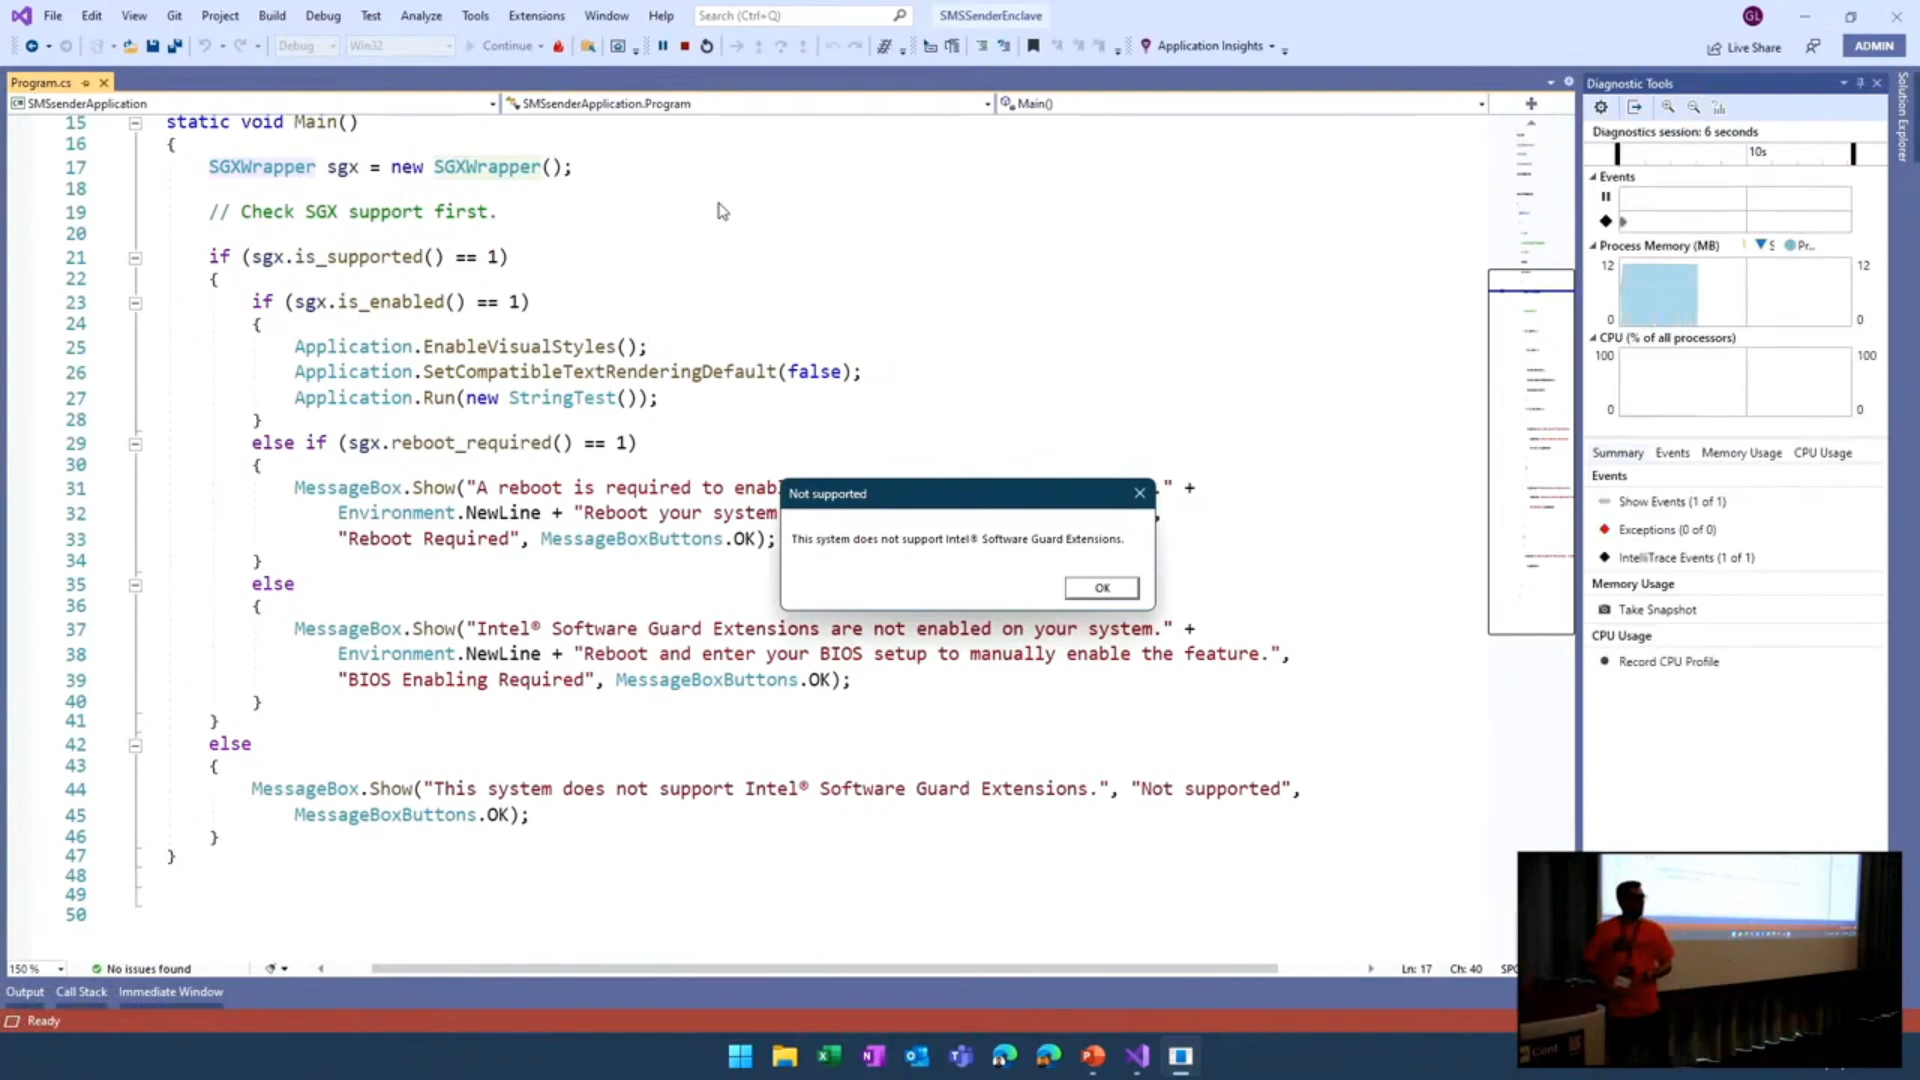 File Edit View Git Project Build Debug Test Analyze Tools Extensions Window Help Search (Ctrl+Q) SMSSenderEnclave GL
Debug Win32 Continue Application Insights Live Share ADMIN
Program.cs
SMSsenderApplication SMSsenderApplication.Program Main()
15 static void Main()
16 {
17 SGXWrapper sgx = new SGXWrapper();
18
19 // Check SGX support first.
20
21 if (sgx.is_supported() == 1)
22 {
23 if (sgx.is_enabled() == 1)
24 {
25 Application.EnableVisualStyles();
26 Application.SetCompatibleTextRenderingDefault(false);
27 Application.Run(new StringTest());
28 }
29 else if (sgx.reboot_required() == 1)
30 {
31 MessageBox.Show("A reboot is required to enab ." +
32 Environment.NewLine + "Reboot your system ,
33 "Reboot Required", MessageBoxButtons.OK);
34 }
35 else
36 {
37 MessageBox.Show("Intel® Software Guard Extensions are not enabled on your system." +
38 Environment.NewLine + "Reboot and enter your BIOS setup to manually enable the feature.",
39 "BIOS Enabling Required", MessageBoxButtons.OK);
40 }
41 }
42 else
43 {
44 MessageBox.Show("This system does not support Intel® Software Guard Extensions.", "Not supported",
45 MessageBoxButtons.OK);
46 }
47 }
48
49
50
Not supported
This system does not support Intel® Software Guard Extensions.
OK
150 % No issues found Ln: 17 Ch: 40 SPC
Output Call Stack Immediate Window
Ready
Diagnostic Tools
Diagnostics session: 6 seconds
10s
Events
Process Memory (MB) S Pr...
12 12
0 0
CPU (% of all processors)
100 100
0 0
Summary Events Memory Usage CPU Usage
Events
Show Events (1 of 1)
Exceptions (0 of 0)
IntelliTrace Events (1 of 1)
Memory Usage
Take Snapshot
CPU Usage
Record CPU Profile
Solution Explorer
Conf